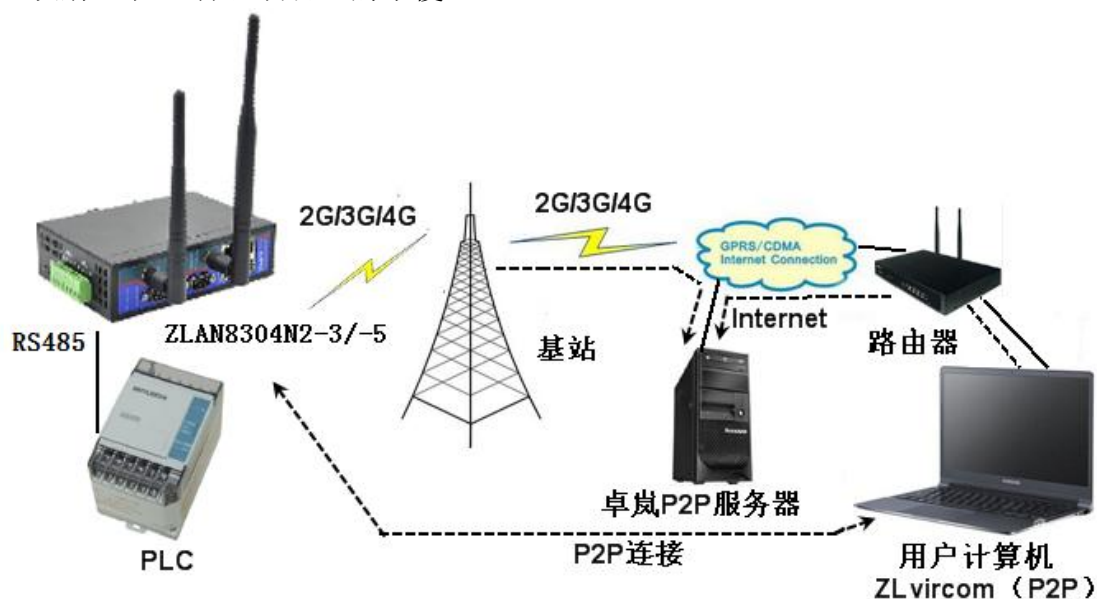 2G/3G/4G
2G/3G/4G
GPRS/CDMA
Internet Connection
Internet
RS485
ZLAN8304N2-3/-5
基站
路由器
卓岚P2P服务器
PLC
P2P连接
用户计算机
ZLvircom（P2P）